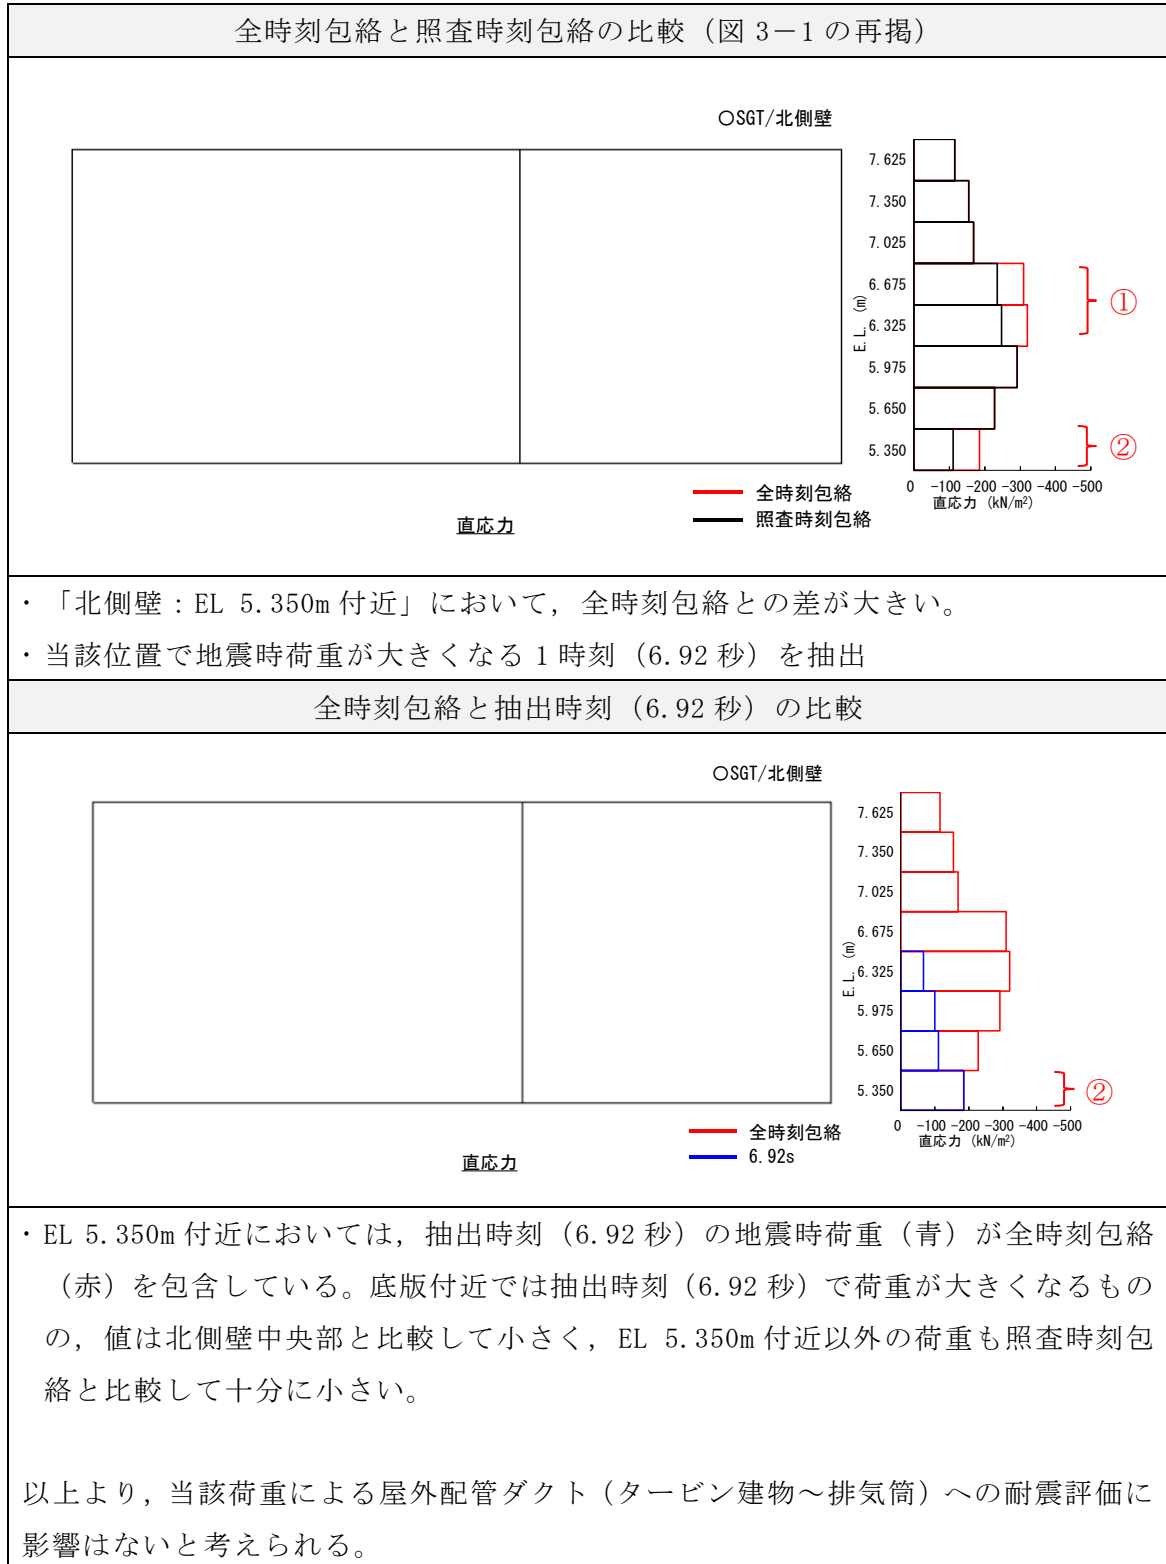 全時刻包絡と照査時刻包絡の比較（図 3－1 の再掲）
○SGT/北側壁
7.625
7.350
7.025
6.675
6.325
5.975
5.650
5.350
E.L. (m)
①
②
0 -100 -200 -300 -400 -500
直応力 (kN/m²)
全時刻包絡
照査時刻包絡
直応力
・「北側壁：EL 5.350m 付近」において，全時刻包絡との差が大きい。
・当該位置で地震時荷重が大きくなる 1 時刻（6.92 秒）を抽出
全時刻包絡と抽出時刻（6.92 秒）の比較
○SGT/北側壁
7.625
7.350
7.025
6.675
6.325
5.975
5.650
5.350
E.L. (m)
②
0 -100 -200 -300 -400 -500
直応力 (kN/m²)
全時刻包絡
6.92s
直応力
・EL 5.350m 付近においては，抽出時刻（6.92 秒）の地震時荷重（青）が全時刻包絡
（赤）を包含している。底版付近では抽出時刻（6.92 秒）で荷重が大きくなるもの
の，値は北側壁中央部と比較して小さく，EL 5.350m 付近以外の荷重も照査時刻包
絡と比較して十分に小さい。
以上より，当該荷重による屋外配管ダクト（タービン建物～排気筒）への耐震評価に
影響はないと考えられる。